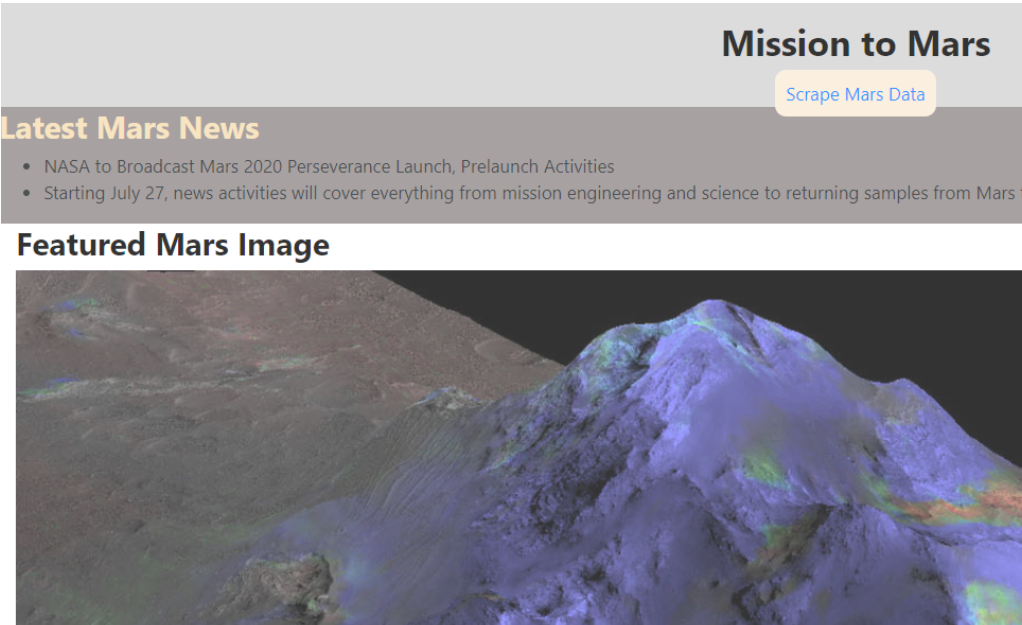 Mission to Mars
Scrape Mars Data
Latest Mars News
NASA to Broadcast Mars 2020 Perseverance Launch, Prelaunch Activities
Starting July 27, news activities will cover everything from mission engineering and science to returning samples from Mars
Featured Mars Image